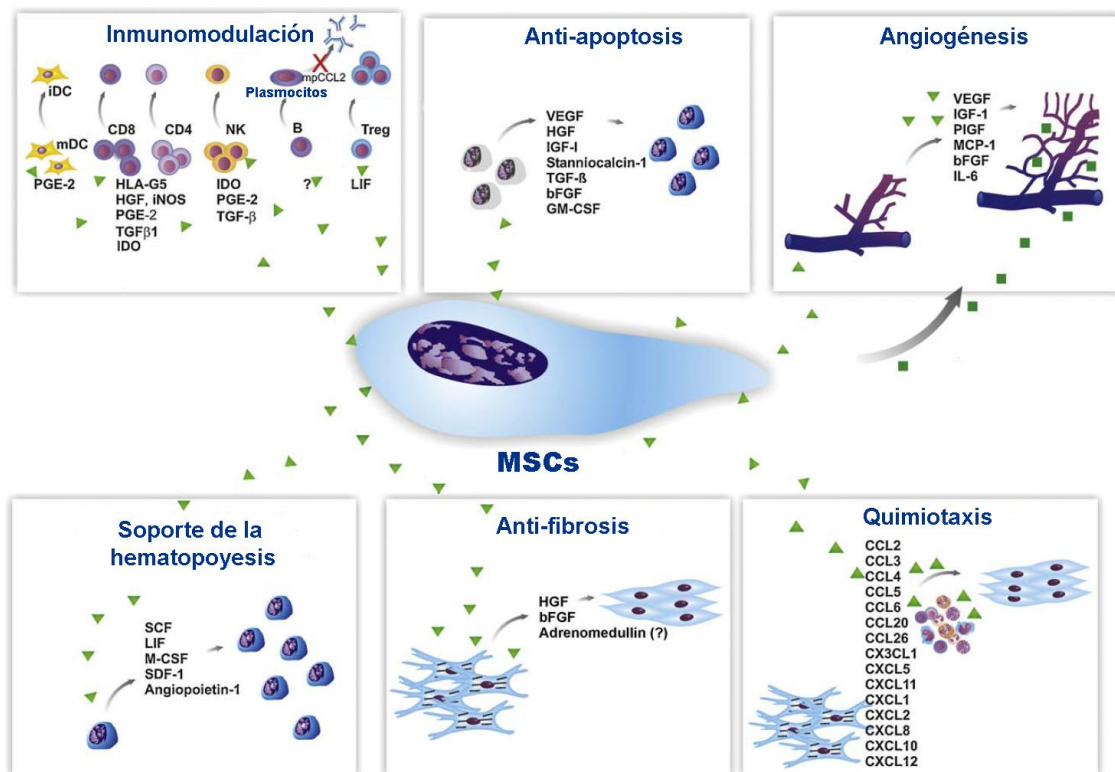 Inmunomodulación
iDC
mDC
PGE-2
CD8
HLA-G5
HGF, iNOS
PGE-2
TGFβ1
IDO
CD4
NK
IDO
PGE-2
TGF-β
Plasmocitos
mpCCL2
B
?
Treg
LIF
Anti-apoptosis
VEGF
HGF
IGF-I
Stanniocalcin-1
TGF-ß
bFGF
GM-CSF
Angiogénesis
VEGF
IGF-1
PIGF
MCP-1
bFGF
IL-6
MSCs
Soporte de la
hematopoyesis
SCF
LIF
M-CSF
SDF-1
Angiopoietin-1
Anti-fibrosis
HGF
bFGF
Adrenomedullin (?)
Quimiotaxis
CCL2
CCL3
CCL4
CCL5
CCL6
CCL20
CCL26
CX3CL1
CXCL5
CXCL11
CXCL1
CXCL2
CXCL8
CXCL10
CXCL12